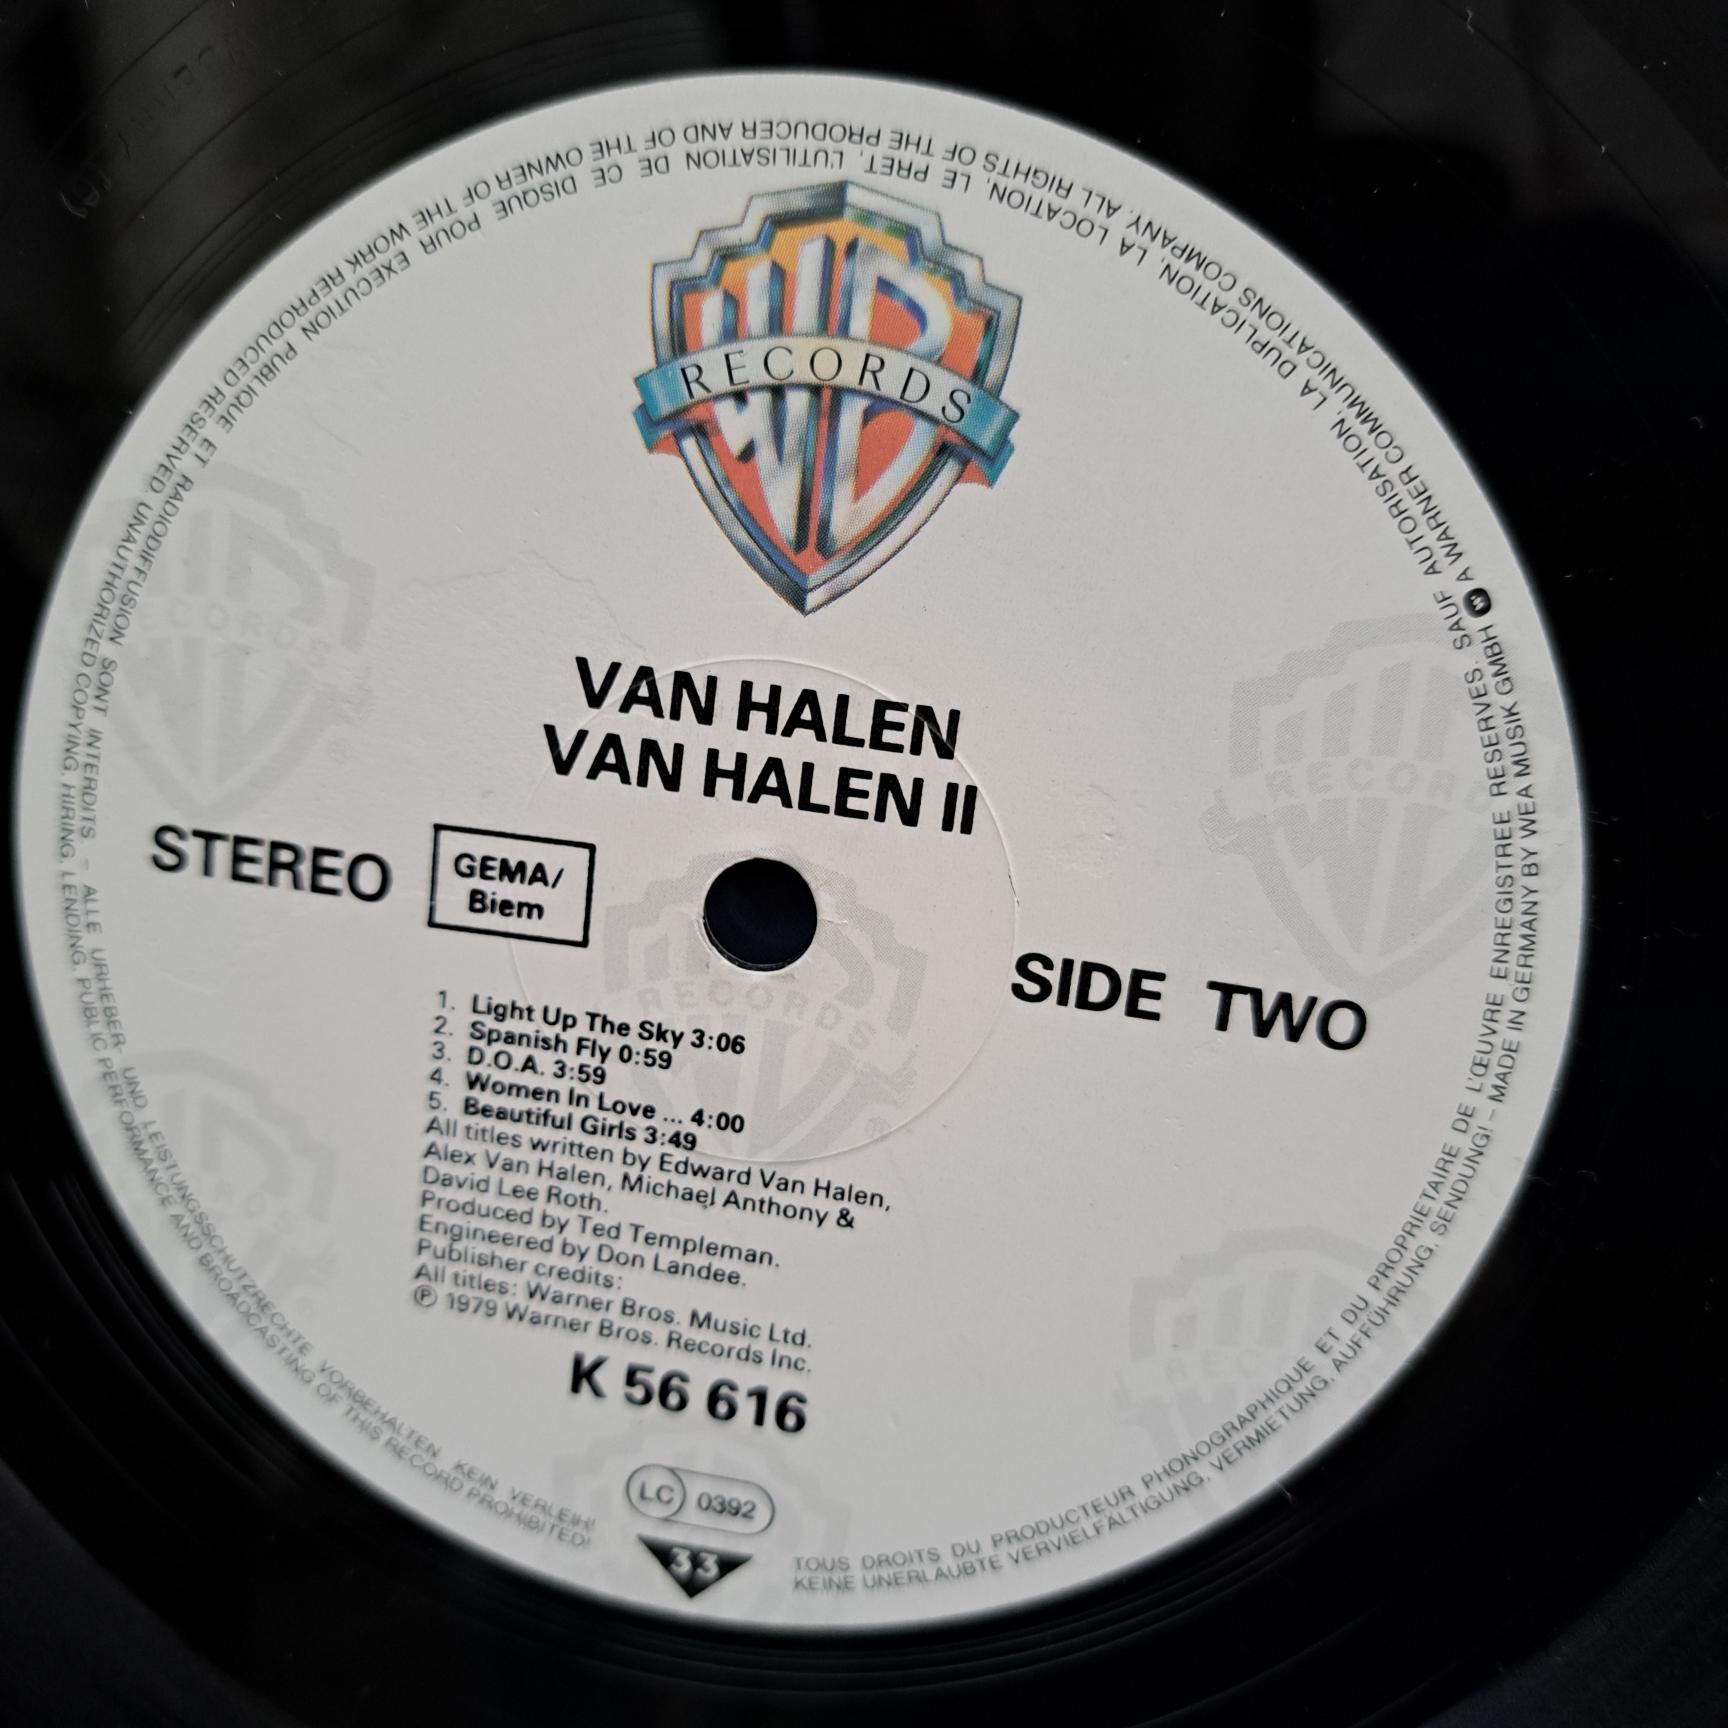 RECORDS
VAN HALEN
VAN HALEN II
STEREO
GEMA/
Biem
SIDE TWO
1. Light Up The Sky 3:06
2. Spanish Fly 0:59
3. D.O.A. 3:59
4. Women In Love ... 4:00
5. Beautiful Girls 3:49
All titles written by Edward Van Halen,
Alex Van Halen, Michael Anthony &
David Lee Roth.
Produced by Ted Templeman.
Engineered by Don Landee.
Publisher credits:
All titles: Warner Bros. Music Ltd.
℗ 1979 Warner Bros. Records Inc.
K 56 616
LC 0392
33
TOUS DROITS DU PRODUCTEUR PHONOGRAPHIQUE ET DU PROPRIETAIRE DE L'ŒUVRE ENREGISTREE RESERVES. SAUF AUTORISATION, LA DUPLICATION, LA LOCATION, LE PRET, L'UTILISATION DE CE DISQUE POUR EXECUTION PUBLIQUE ET RADIODIFFUSION SONT INTERDITS. – ALLE URHEBER- UND LEISTUNGSSCHUTZRECHTE VORBEHALTEN KEIN VERLEIH!
KEINE UNERLAUBTE VERVIELFÄLTIGUNG, VERMIETUNG, AUFFÜHRUNG, SENDUNG! – MADE IN GERMANY BY WEA MUSIK GMBH W A WARNER COMMUNICATIONS COMPANY. ALL RIGHTS OF THE PRODUCER AND OF THE OWNER OF THE WORK REPRODUCED RESERVED. UNAUTHORIZED COPYING, HIRING, LENDING, PUBLIC PERFORMANCE AND BROADCASTING OF THIS RECORD PROHIBITED!
RECORDS
RECORDS
RECORDS